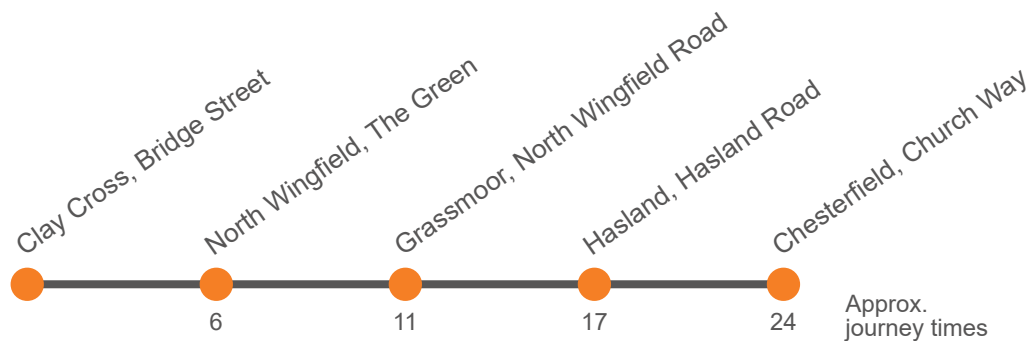 Clay Cross, Bridge Street
North Wingfield, The Green
Grassmoor, North Wingfield Road
Hasland, Hasland Road
Chesterfield, Church Way
6
11
17
24
Approx.
journey times